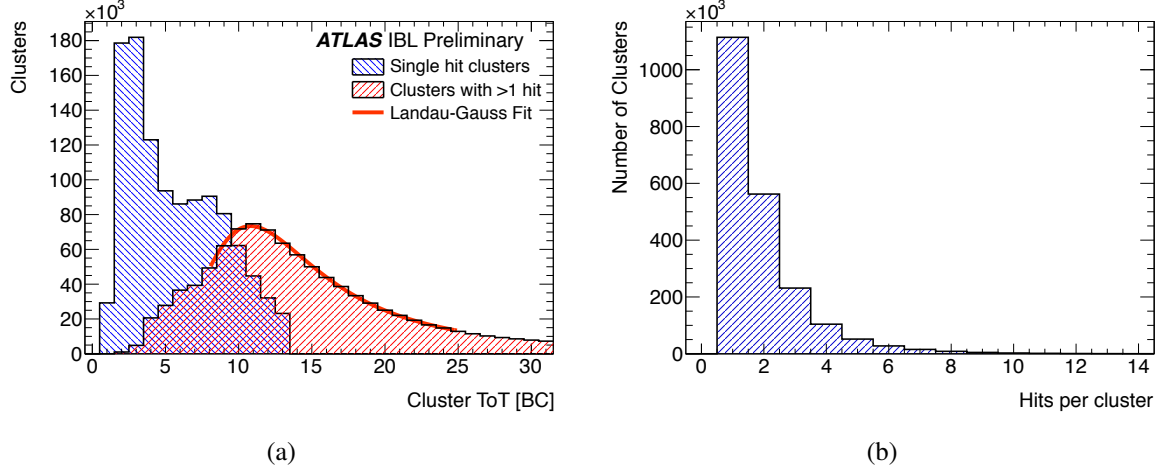 ×10³
180
160
140
120
100
80
60
40
20
0
Clusters
ATLAS IBL Preliminary
Single hit clusters
Clusters with >1 hit
Landau-Gauss Fit
0 5 10 15 20 25 30
Cluster ToT [BC]
(a)
×10³
1000
800
600
400
200
0
Number of Clusters
0 2 4 6 8 10 12 14
Hits per cluster
(b)